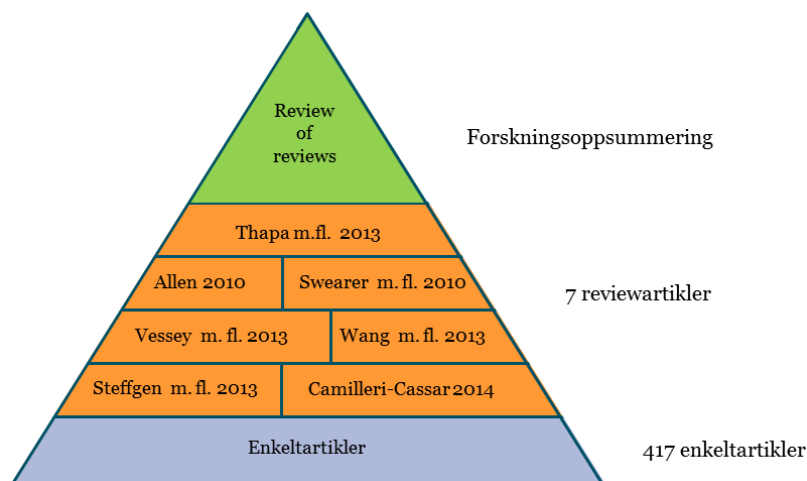 Review
of
reviews
Forskningsoppsummering
Thapa m.fl. 2013
Allen 2010
Swearer m. fl. 2010
7 reviewartikler
Vessey m. fl. 2013
Wang m. fl. 2013
Steffgen m. fl. 2013
Camilleri-Cassar 2014
Enkeltartikler
417 enkeltartikler